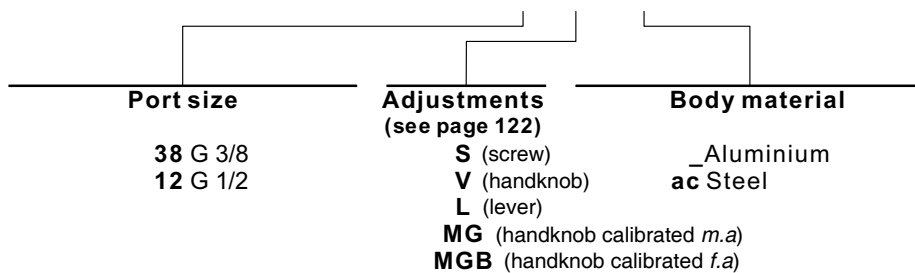 Port size Adjustments Body material
(see page 122)
38 G 3/8 S (screw) _Aluminium
12 G 1/2 V (handknob) ac Steel
L (lever)
MG (handknob calibrated m.a)
MGB (handknob calibrated f.a)